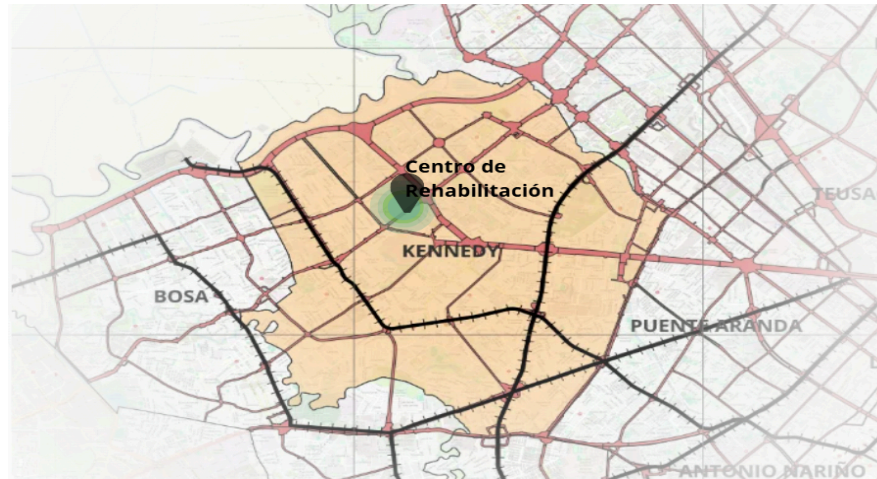 Centro de
Rehabilitación
TEUSA
KENNEDY
BOSA
PUENTE ARANDA
ANTONIO NARIÑO